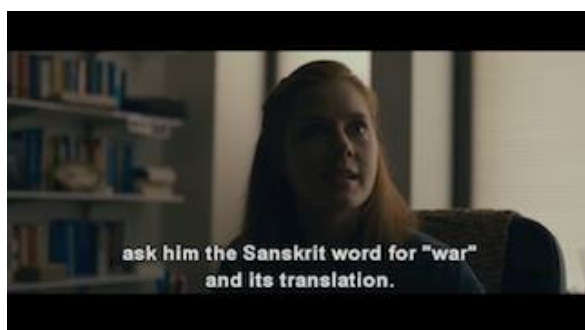 ask him the Sanskrit word for "war"
and its translation.